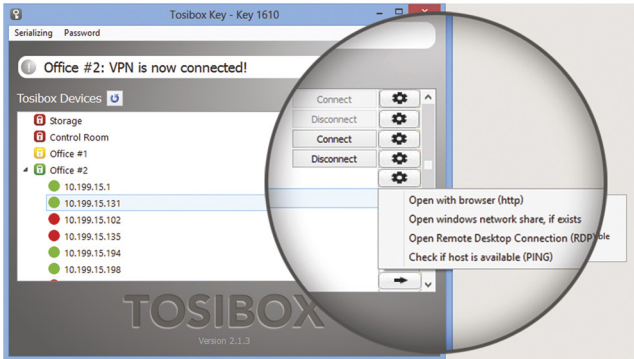 Tosibox Key - Key 1610
Serializing Password
Office #2: VPN is now connected!
Tosibox Devices
Storage
Control Room
Office #1
Office #2
10.199.15.1
10.199.15.131
10.199.15.102
10.199.15.135
10.199.15.194
10.199.15.198
Connect
Disconnect
Connect
Disconnect
Open with browser (http)
Open windows network share, if exists
Open Remote Desktop Connection (RDP)
Check if host is available (PING)
TOSIBOX
Version 2.1.3